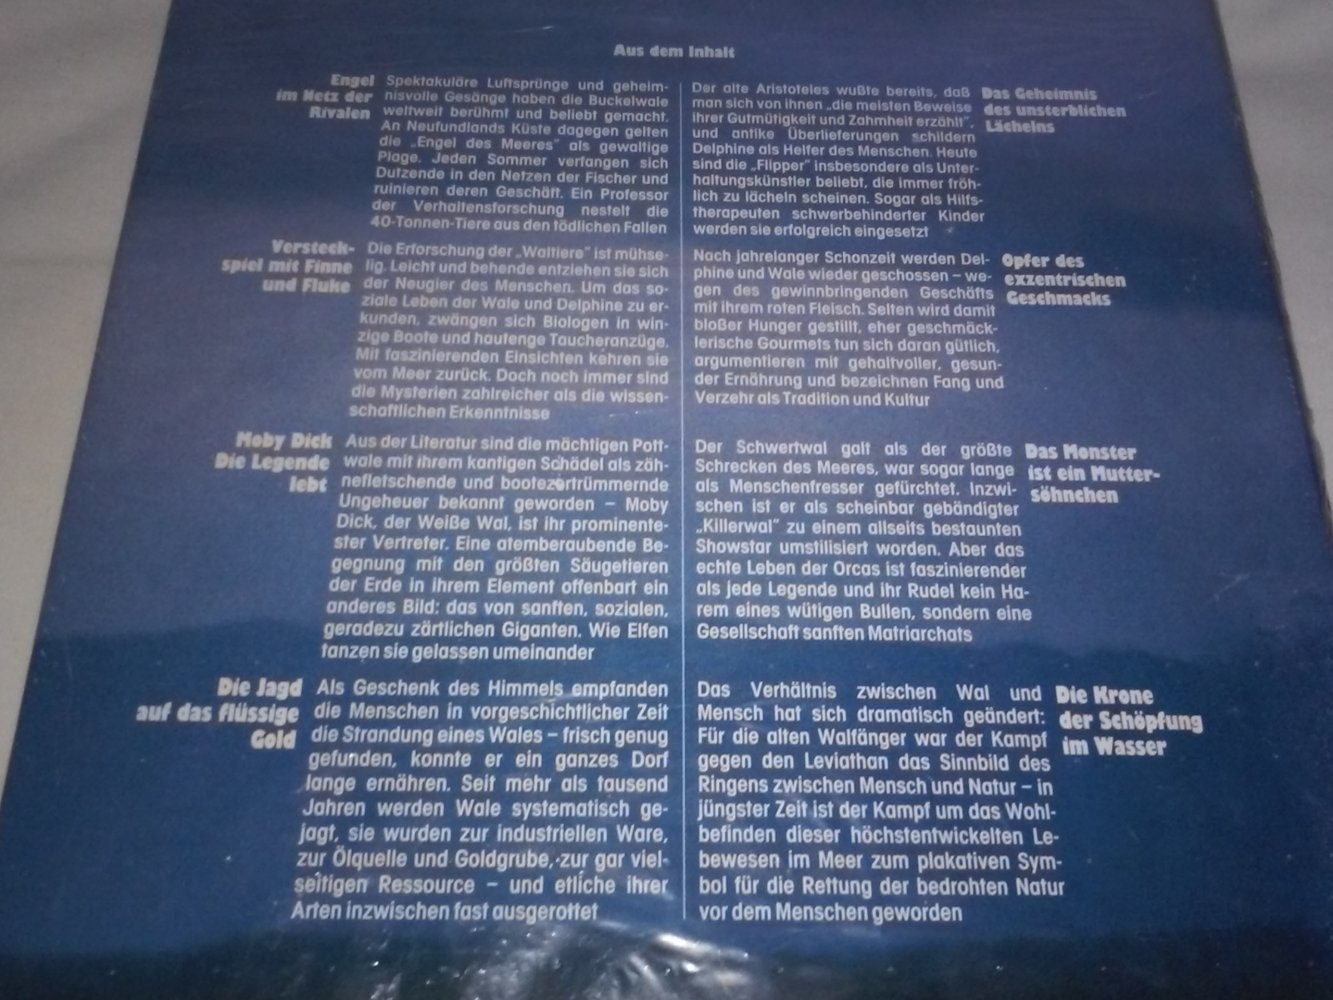 Aus dem Inhalt
Engel
im Netz der
Rivalen
Spektakuläre Luftsprünge und geheim-
nisvolle Gesänge haben die Buckelwale
weltweit berühmt und beliebt gemacht.
An Neufundlands Küste dagegen gelten
die „Engel des Meeres" als gewaltige
Plage. Jeden Sommer verfangen sich
Dutzende in den Netzen der Fischer und
ruinieren deren Geschäft. Ein Professor
der Verhaltensforschung nestelt die
40-Tonnen-Tiere aus den tödlichen Fallen
Versteck-
spiel mit Finne
und Fluke
Die Erforschung der „Waltiere" ist mühse-
lig. Leicht und behende entziehen sie sich
der Neugier des Menschen. Um das so-
ziale Leben der Wale und Delphine zu er-
kunden, zwängen sich Biologen in win-
zige Boote und hautenge Taucheranzüge.
Mit faszinierenden Einsichten kehren sie
vom Meer zurück. Doch noch immer sind
die Mysterien zahlreicher als die wissen-
schaftlichen Erkenntnisse
Moby Dick
Die Legende
lebt
Aus der Literatur sind die mächtigen Pott-
wale mit ihrem kantigen Schädel als zäh-
nefletschende und bootezertrümmernde
Ungeheuer bekannt geworden – Moby
Dick, der Weiße Wal, ist ihr prominente-
ster Vertreter. Eine atemberaubende Be-
gegnung mit den größten Säugetieren
der Erde in ihrem Element offenbart ein
anderes Bild: das von sanften, sozialen,
geradezu zärtlichen Giganten. Wie Elfen
tanzen sie gelassen umeinander
Die Jagd
auf das flüssige
Gold
Als Geschenk des Himmels empfanden
die Menschen in vorgeschichtlicher Zeit
die Strandung eines Wales – frisch genug
gefunden, konnte er ein ganzes Dorf
lange ernähren. Seit mehr als tausend
Jahren werden Wale systematisch ge-
jagt, sie wurden zur industriellen Ware,
zur Ölquelle und Goldgrube, zur gar viel-
seitigen Ressource – und etliche ihrer
Arten inzwischen fast ausgerottet
Der alte Aristoteles wußte bereits, daß
man sich von ihnen „die meisten Beweise
ihrer Gutmütigkeit und Zahmheit erzählt",
und antike Überlieferungen schildern
Delphine als Helfer des Menschen. Heute
sind die „Flipper" insbesondere als Unter-
haltungskünstler beliebt, die immer fröh-
lich zu lächeln scheinen. Sogar als Hilfs-
therapeuten schwerbehinderter Kinder
werden sie erfolgreich eingesetzt
Das Geheimnis
des unsterblichen
Lächelns
Nach jahrelanger Schonzeit werden Del-
phine und Wale wieder geschossen – we-
gen des gewinnbringenden Geschäfts
mit ihrem roten Fleisch. Selten wird damit
bloßer Hunger gestillt, eher geschmäck-
lerische Gourmets tun sich daran gütlich,
argumentieren mit gehaltvoller, gesun-
der Ernährung und bezeichnen Fang und
Verzehr als Tradition und Kultur
Opfer des
exzentrischen
Geschmacks
Der Schwertwal galt als der größte
Schrecken des Meeres, war sogar lange
als Menschenfresser gefürchtet. Inzwi-
schen ist er als scheinbar gebändigter
„Killerwal" zu einem allseits bestaunten
Showstar umstilisiert worden. Aber das
echte Leben der Orcas ist faszinierender
als jede Legende und ihr Rudel kein Ha-
rem eines wütigen Bullen, sondern eine
Gesellschaft sanften Matriarchats
Das Monster
ist ein Mutter-
söhnchen
Das Verhältnis zwischen Wal und
Mensch hat sich dramatisch geändert:
Für die alten Walfänger war der Kampf
gegen den Leviathan das Sinnbild des
Ringens zwischen Mensch und Natur – in
jüngster Zeit ist der Kampf um das Wohl-
befinden dieser höchstentwickelten Le-
bewesen im Meer zum plakativen Sym-
bol für die Rettung der bedrohten Natur
vor dem Menschen geworden
Die Krone
der Schöpfung
im Wasser